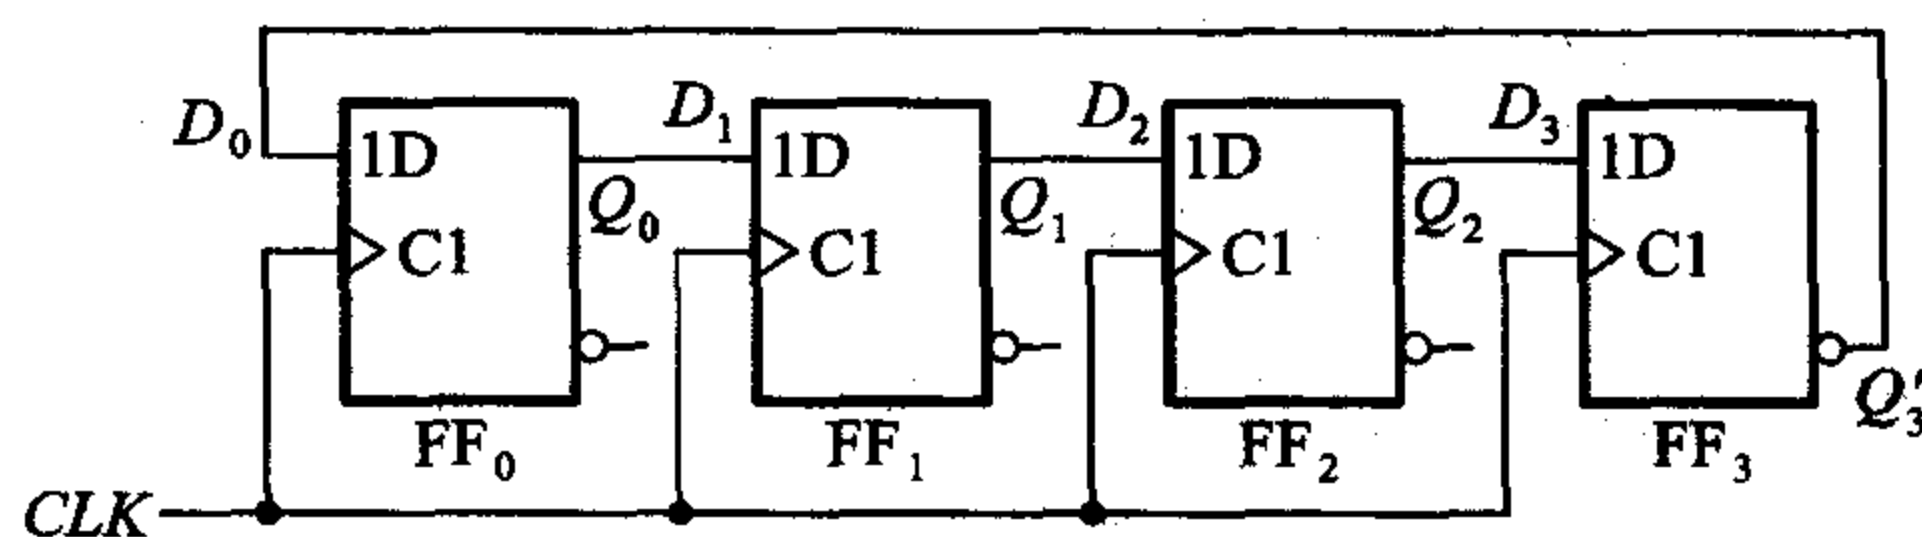 D₀ 1D D₁ 1D D₂ 1D D₃ 1D
Q₀ Q₁ Q₂
C1 C1 C1 C1
Q₃′
FF₀ FF₁ FF₂ FF₃
CLK